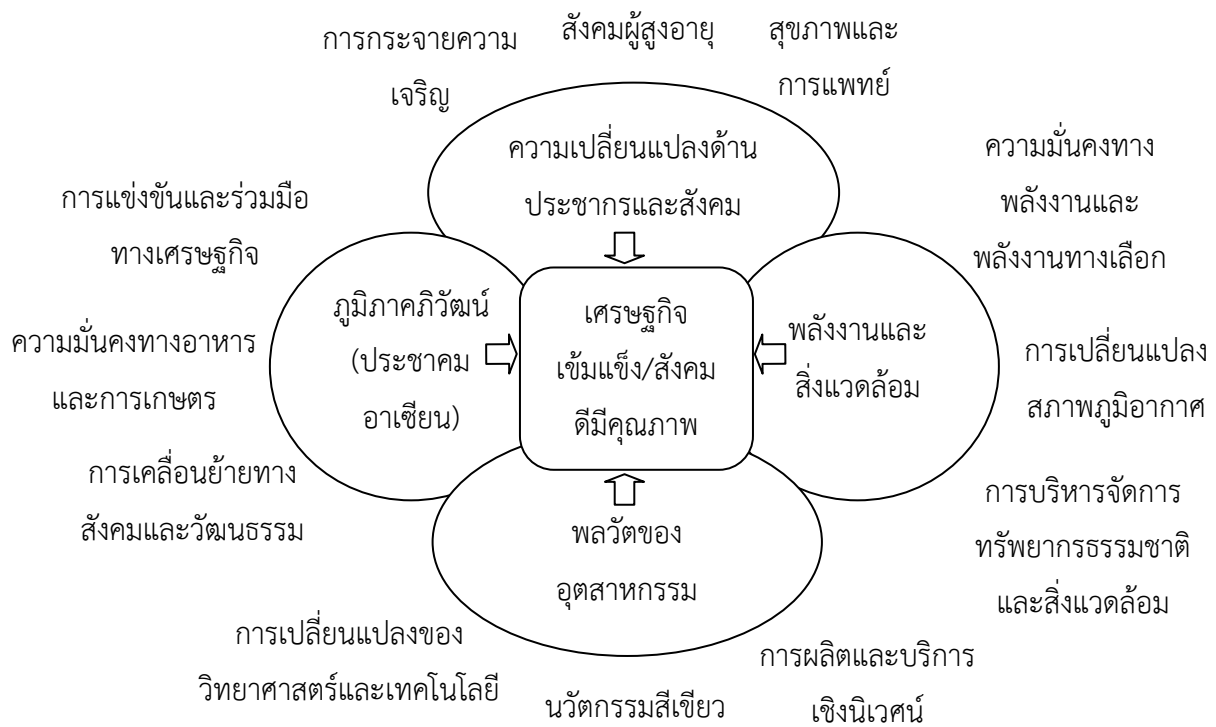 การกระจายความ
เจริญ
สังคมผู้สูงอายุ
สุขภาพและ
การแพทย์
ความเปลี่ยนแปลงด้าน
ประชากรและสังคม
ความมั่นคงทาง
พลังงานและ
พลังงานทางเลือก
การแข่งขันและร่วมมือ
ทางเศรษฐกิจ
ภูมิภาคภิวัฒน์
(ประชาคม
อาเซียน)
เศรษฐกิจ
เข้มแข็ง/สังคม
ดีมีคุณภาพ
พลังงานและ
สิ่งแวดล้อม
ความมั่นคงทางอาหาร
และการเกษตร
การเปลี่ยนแปลง
สภาพภูมิอากาศ
การเคลื่อนย้ายทาง
สังคมและวัฒนธรรม
พลวัตของ
อุตสาหกรรม
การบริหารจัดการ
ทรัพยากรธรรมชาติ
และสิ่งแวดล้อม
การเปลี่ยนแปลงของ
วิทยาศาสตร์และเทคโนโลยี
นวัตกรรมสีเขียว
การผลิตและบริการ
เชิงนิเวศน์